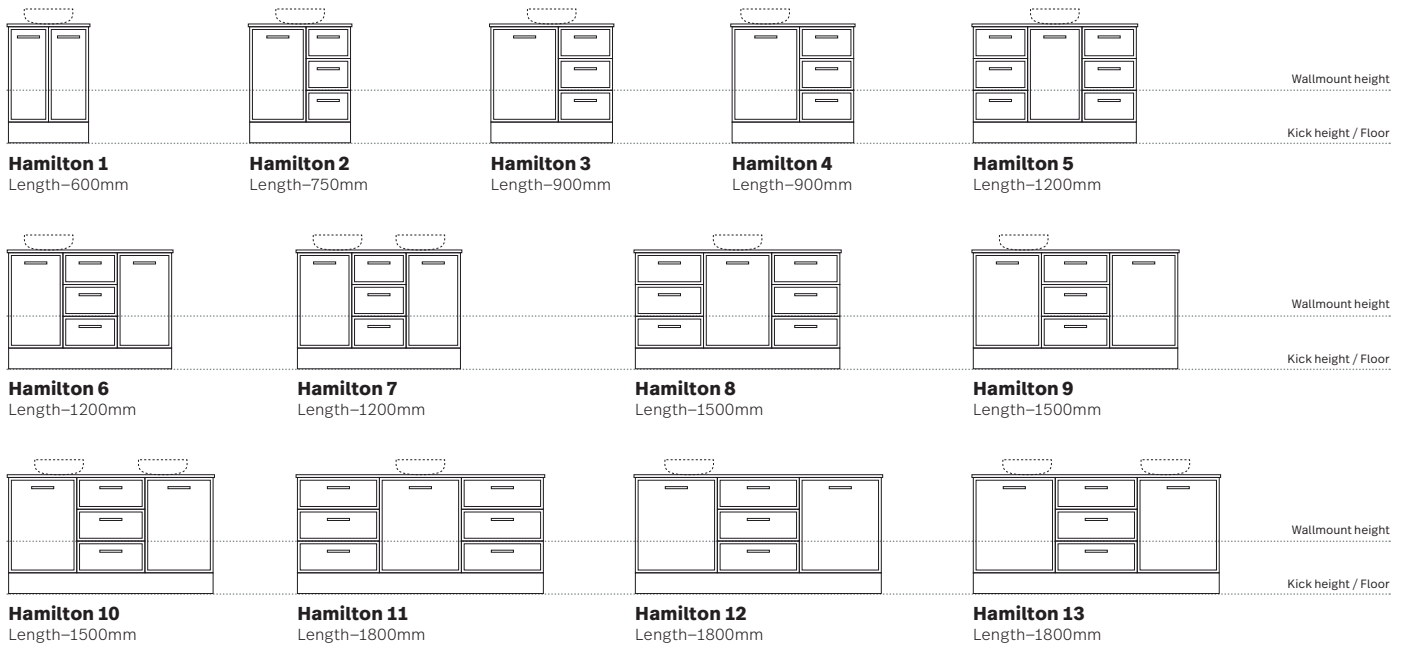 Wallmount height
Kick height / Floor
Hamilton 1
Length–600mm
Hamilton 2
Length–750mm
Hamilton 3
Length–900mm
Hamilton 4
Length–900mm
Hamilton 5
Length–1200mm
Wallmount height
Kick height / Floor
Hamilton 6
Length–1200mm
Hamilton 7
Length–1200mm
Hamilton 8
Length–1500mm
Hamilton 9
Length–1500mm
Wallmount height
Kick height / Floor
Hamilton 10
Length–1500mm
Hamilton 11
Length–1800mm
Hamilton 12
Length–1800mm
Hamilton 13
Length–1800mm